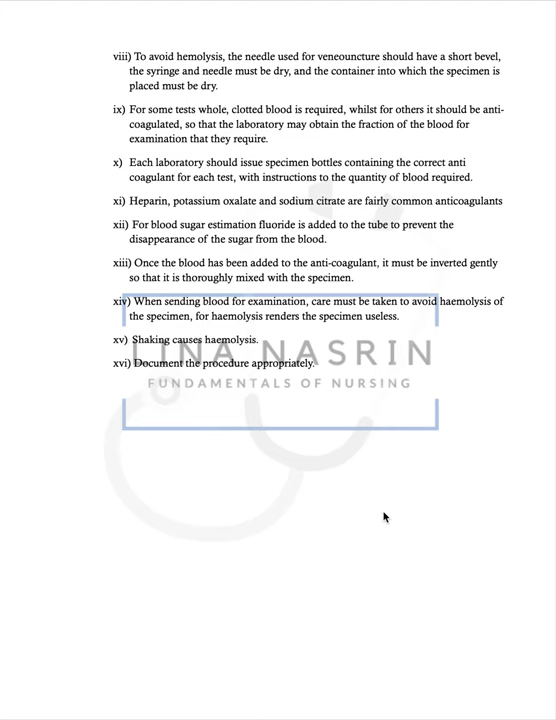 viii) To avoid hemolysis, the needle used for veneouncture should have a short bevel,
the syringe and needle must be dry, and the container into which the specimen is
placed must be dry.
ix) For some tests whole, clotted blood is required, whilst for others it should be anti-
coagulated, so that the laboratory may obtain the fraction of the blood for
examination that they require.
x) Each laboratory should issue specimen bottles containing the correct anti
coagulant for each test, with instructions to the quantity of blood required.
xi) Heparin, potassium oxalate and sodium citrate are fairly common anticoagulants
xii) For blood sugar estimation fluoride is added to the tube to prevent the
disappearance of the sugar from the blood.
xiii) Once the blood has been added to the anti-coagulant, it must be inverted gently
so that it is thoroughly mixed with the specimen.
xiv) When sending blood for examination, care must be taken to avoid haemolysis of
the specimen, for haemolysis renders the specimen useless.
xv) Shaking causes haemolysis.
xvi) Document the procedure appropriately.
NASRIN
FUNDAMENTALS OF NURSING